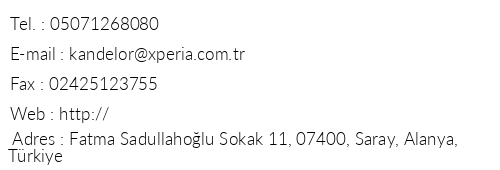 Tel. : 05071268080
E-mail : kandelor@xperia.com.tr
Fax : 02425123755
Web : http://
Adres : Fatma Sadullahoğlu Sokak 11, 07400, Saray, Alanya,
Türkiye